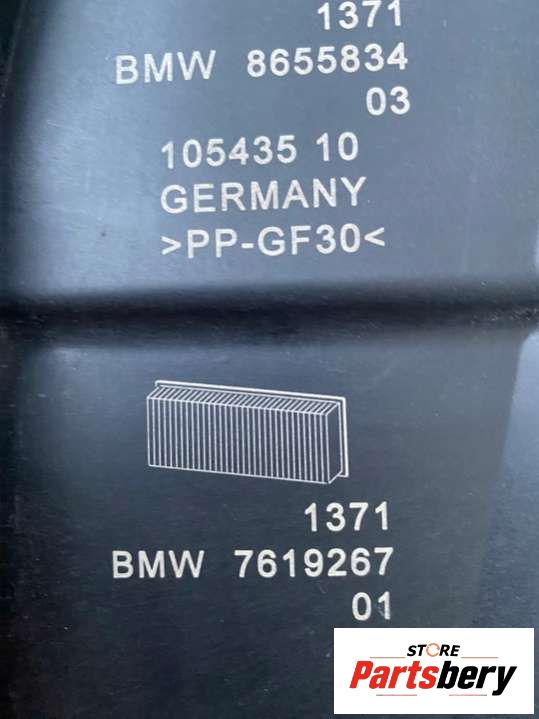 1371
BMW 8655834
03
105435 10
GERMANY
>PP-GF30<
1371
BMW 7619267
01
STORE
Partsbery